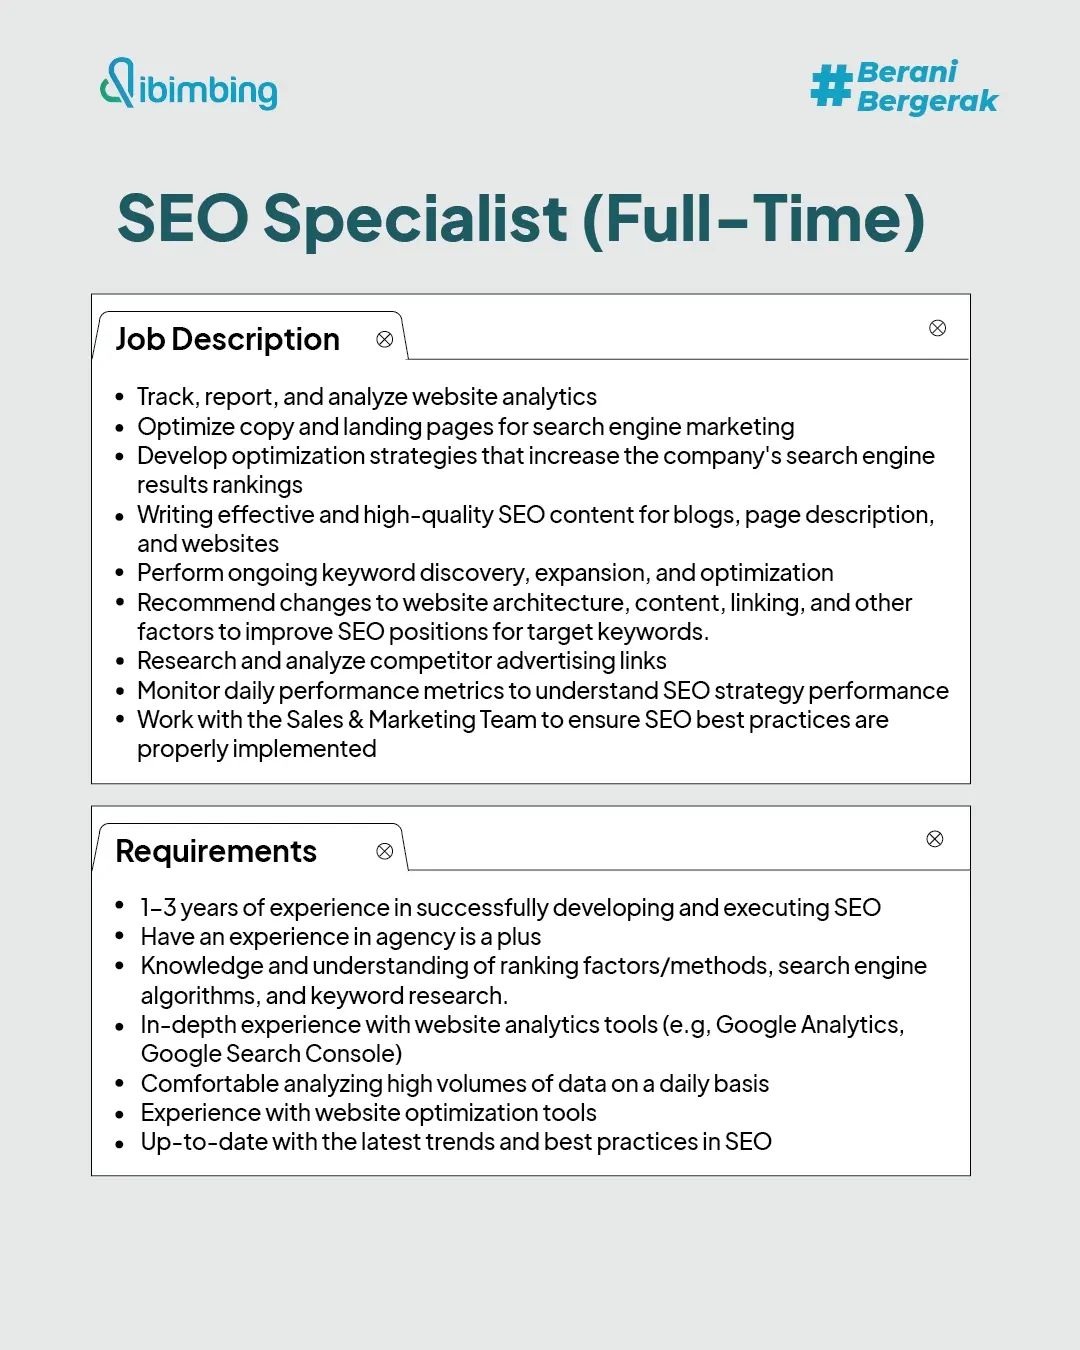 dibimbing
#Berani
Bergerak
SEO Specialist (Full-Time)
Job Description
• Track, report, and analyze website analytics
• Optimize copy and landing pages for search engine marketing
• Develop optimization strategies that increase the company's search engine
results rankings
• Writing effective and high-quality SEO content for blogs, page description,
and websites
• Perform ongoing keyword discovery, expansion, and optimization
• Recommend changes to website architecture, content, linking, and other
factors to improve SEO positions for target keywords.
• Research and analyze competitor advertising links
• Monitor daily performance metrics to understand SEO strategy performance
• Work with the Sales & Marketing Team to ensure SEO best practices are
properly implemented
Requirements
• 1-3 years of experience in successfully developing and executing SEO
• Have an experience in agency is a plus
• Knowledge and understanding of ranking factors/methods, search engine
algorithms, and keyword research.
• In-depth experience with website analytics tools (e.g, Google Analytics,
Google Search Console)
• Comfortable analyzing high volumes of data on a daily basis
• Experience with website optimization tools
• Up-to-date with the latest trends and best practices in SEO